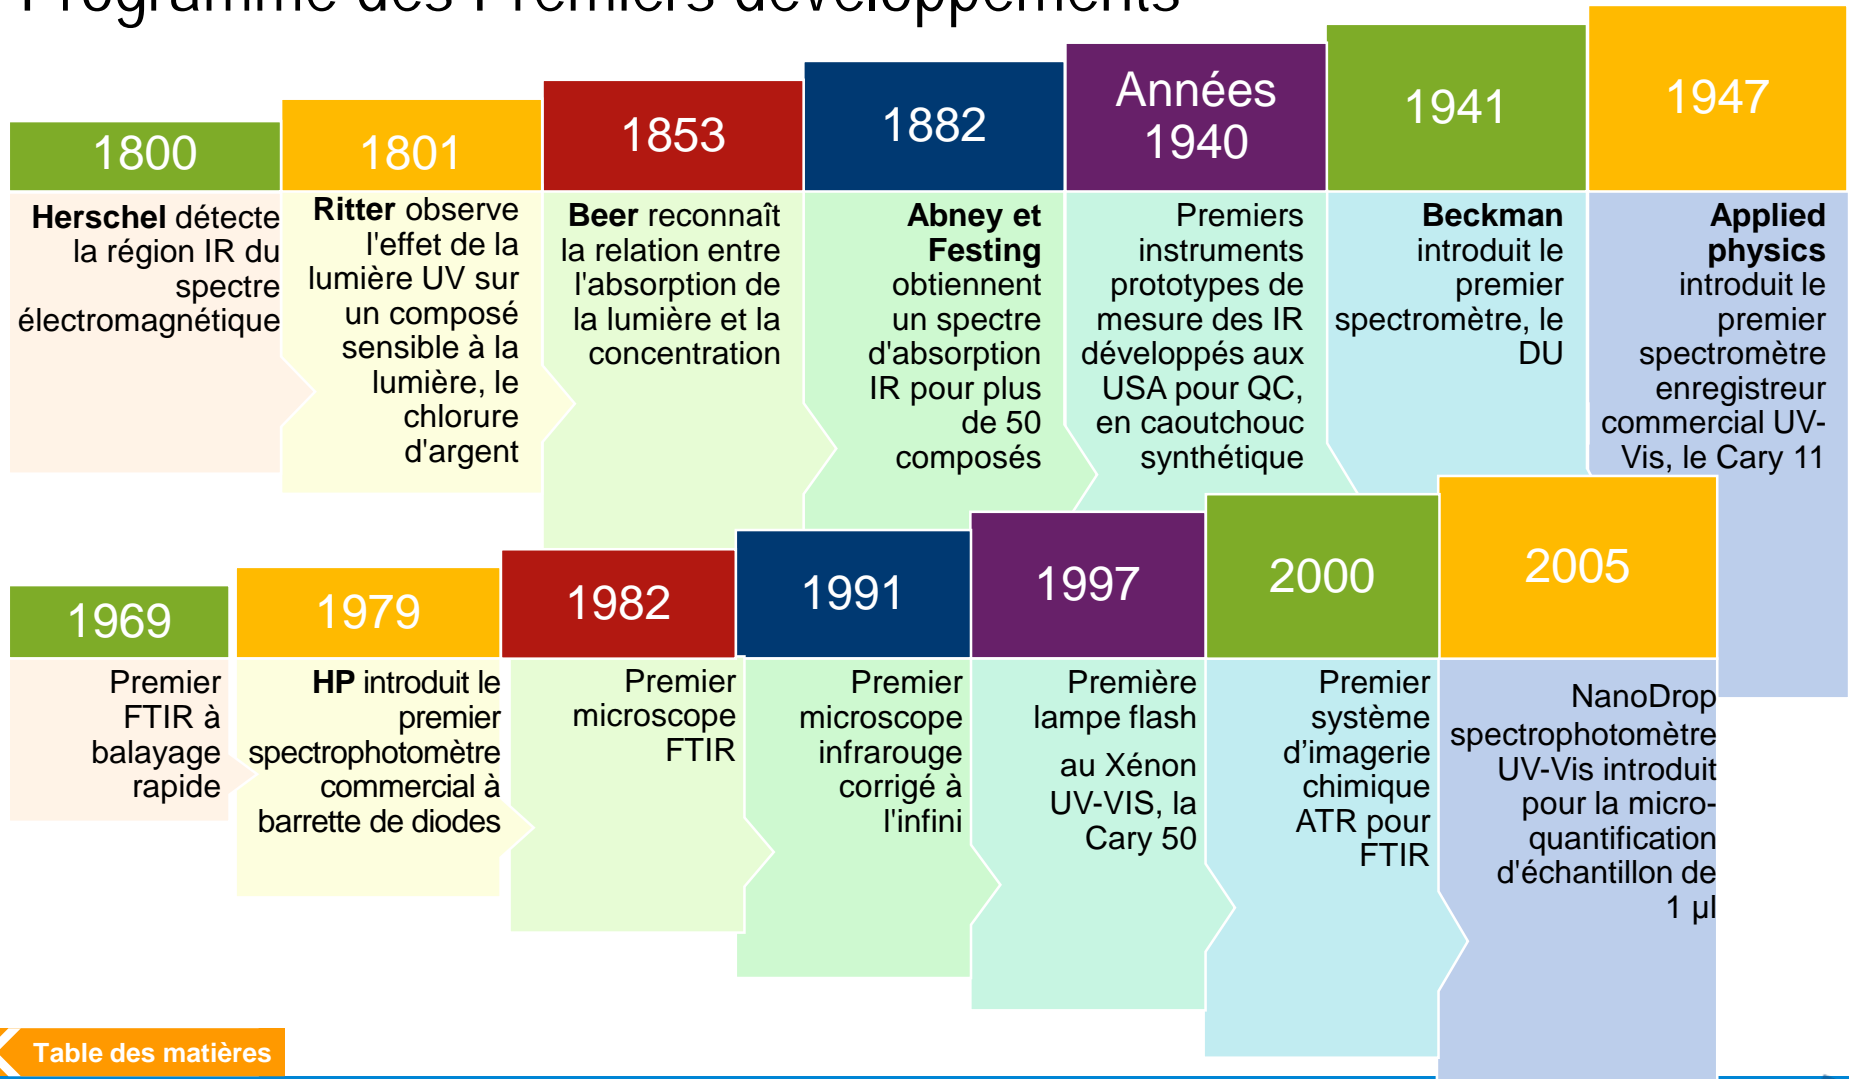 Programme des Premiers développements
1800
Herschel détecte
la région IR du
spectre
électromagnétique
1801
Ritter observe
l'effet de la
lumière UV sur
un composé
sensible à la
lumière, le
chlorure
d'argent
1853
Beer reconnaît
la relation entre
l'absorption de
la lumière et la
concentration
1882
Abney et
Festing
obtiennent
un spectre
d'absorption
IR pour plus
de 50
composés
Années
1940
Premiers
instruments
prototypes de
mesure des IR
développés aux
USA pour QC,
en caoutchouc
synthétique
1941
Beckman
introduit le
premier
spectromètre, le
DU
1947
Applied
physics
introduit le
premier
spectromètre
enregistreur
commercial UV-
Vis, le Cary 11
1969
Premier
FTIR à
balayage
rapide
1979
HP introduit le
premier
spectrophotomètre
commercial à
barrette de diodes
1982
Premier
microscope
FTIR
1991
Premier
microscope
infrarouge
corrigé à
l'infini
1997
Première
lampe flash
au Xénon
UV-VIS, la
Cary 50
2000
Premier
système
d’imagerie
chimique
ATR pour
FTIR
2005
NanoDrop
spectrophotomètre
UV-Vis introduit
pour la micro-
quantification
d'échantillon de
1 µl
Table des matières